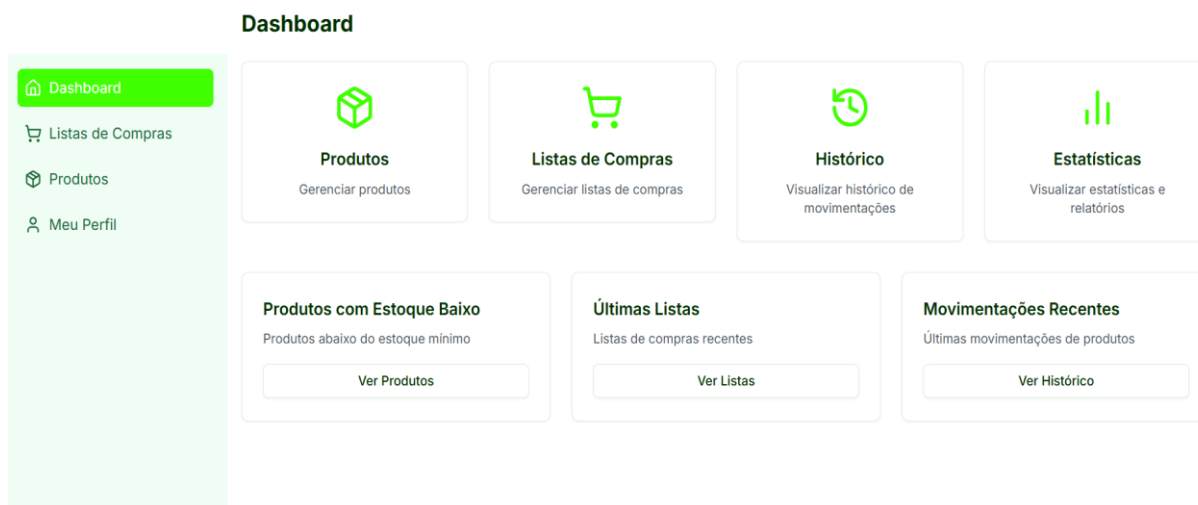 Dashboard
Dashboard
Listas de Compras
Produtos
Meu Perfil
Produtos
Gerenciar produtos
Listas de Compras
Gerenciar listas de compras
Histórico
Visualizar histórico de
movimentações
Estatísticas
Visualizar estatísticas e
relatórios
Produtos com Estoque Baixo
Produtos abaixo do estoque mínimo
Ver Produtos
Últimas Listas
Listas de compras recentes
Ver Listas
Movimentações Recentes
Últimas movimentações de produtos
Ver Histórico